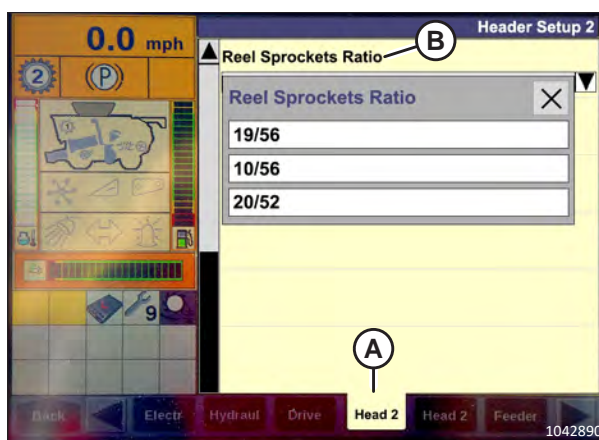 0.0 mph
Header Setup 2
B
Reel Sprockets Ratio
2
(P)
Reel Sprockets Ratio
19/56
10/56
20/52
9
A
Back
Electr
Hydraul
Drive
Head 2
Head 2
Feeder
1042890